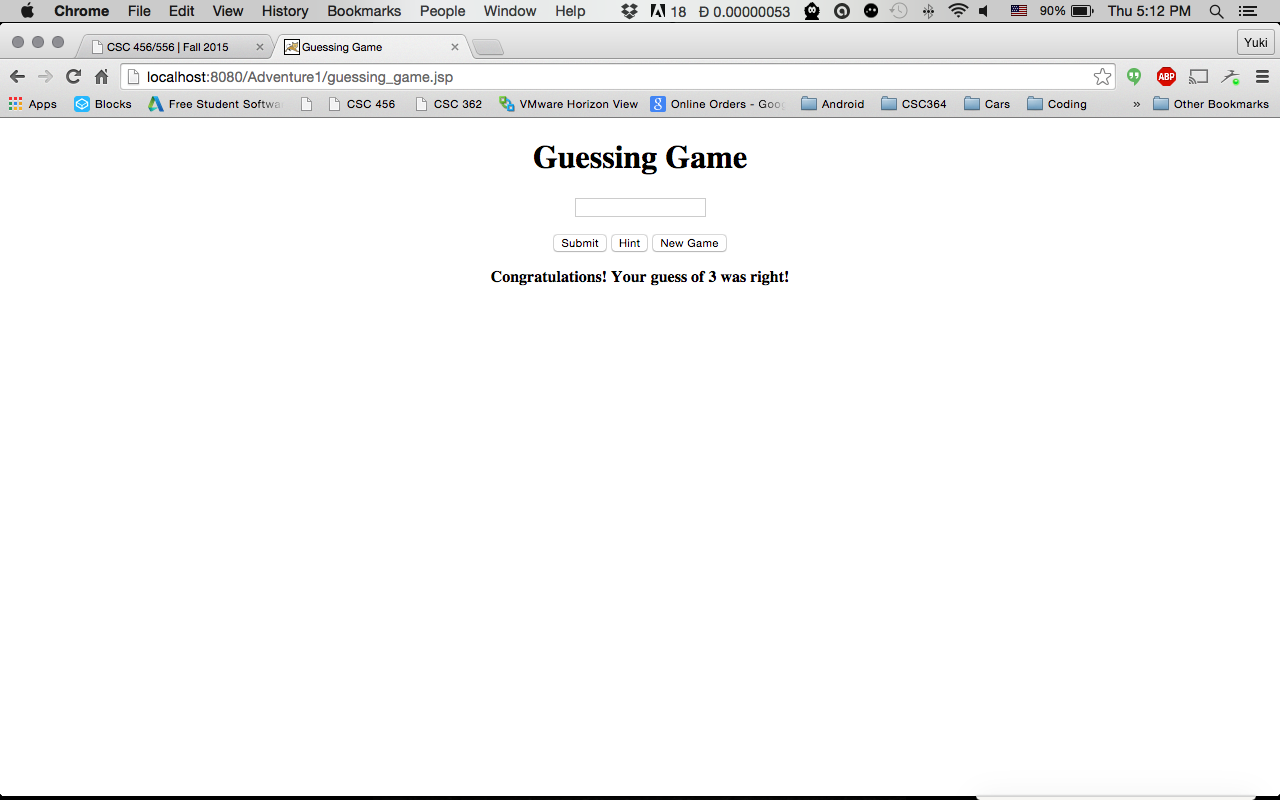 Chrome File Edit View History Bookmarks People Window Help 18 Ð 0.00000053 90% Thu 5:12 PM
CSC 456/556 | Fall 2015 Guessing Game Yuki
localhost:8080/Adventure1/guessing_game.jsp ABP
Apps Blocks Free Student Softwa CSC 456 CSC 362 VMware Horizon View Online Orders - Goo Android CSC364 Cars Coding » Other Bookmarks
Guessing Game
Submit Hint New Game
Congratulations! Your guess of 3 was right!